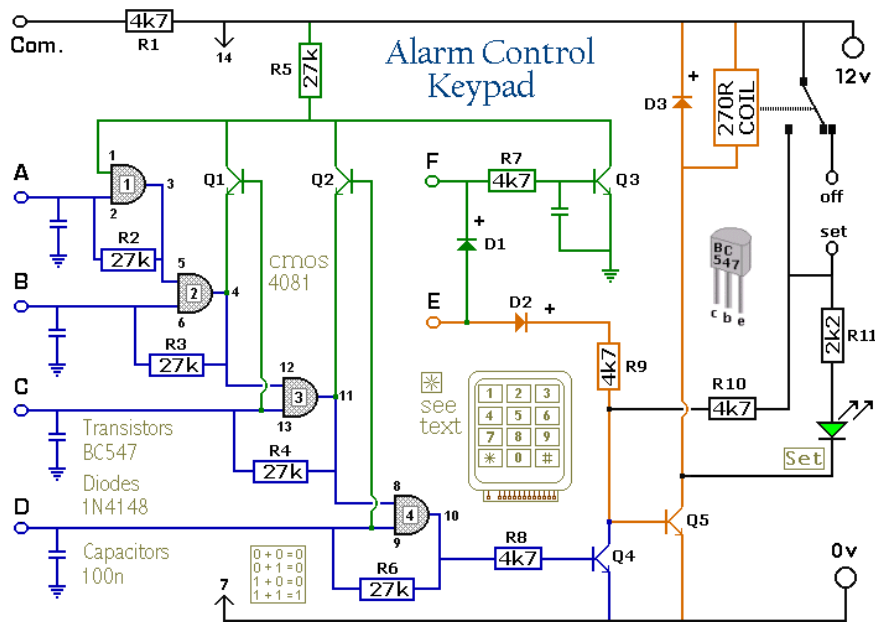 Com.
4k7
R1
14
R5
27k
Alarm Control
Keypad
D3
+
270R
COIL
12v
off
set
A
1
1
3
2
R2
27k
Q1
Q2
F
R7
4k7
Q3
+
D1
BC
547
c b e
2k2
R11
B
5
2
4
6
R3
27k
cmos
4081
E
D2
+
4k7
R9
R10
4k7
C
12
3
11
13
R4
27k
Transistors
BC547
Diodes
1N4148
*
see
text
1 2 3
4 5 6
7 8 9
* 0 #
Set
D
8
4
10
9
R6
27k
R8
4k7
Q4
Q5
Capacitors
100n
0 + 0 = 0
0 + 1 = 0
1 + 0 = 0
1 + 1 = 1
7
0v